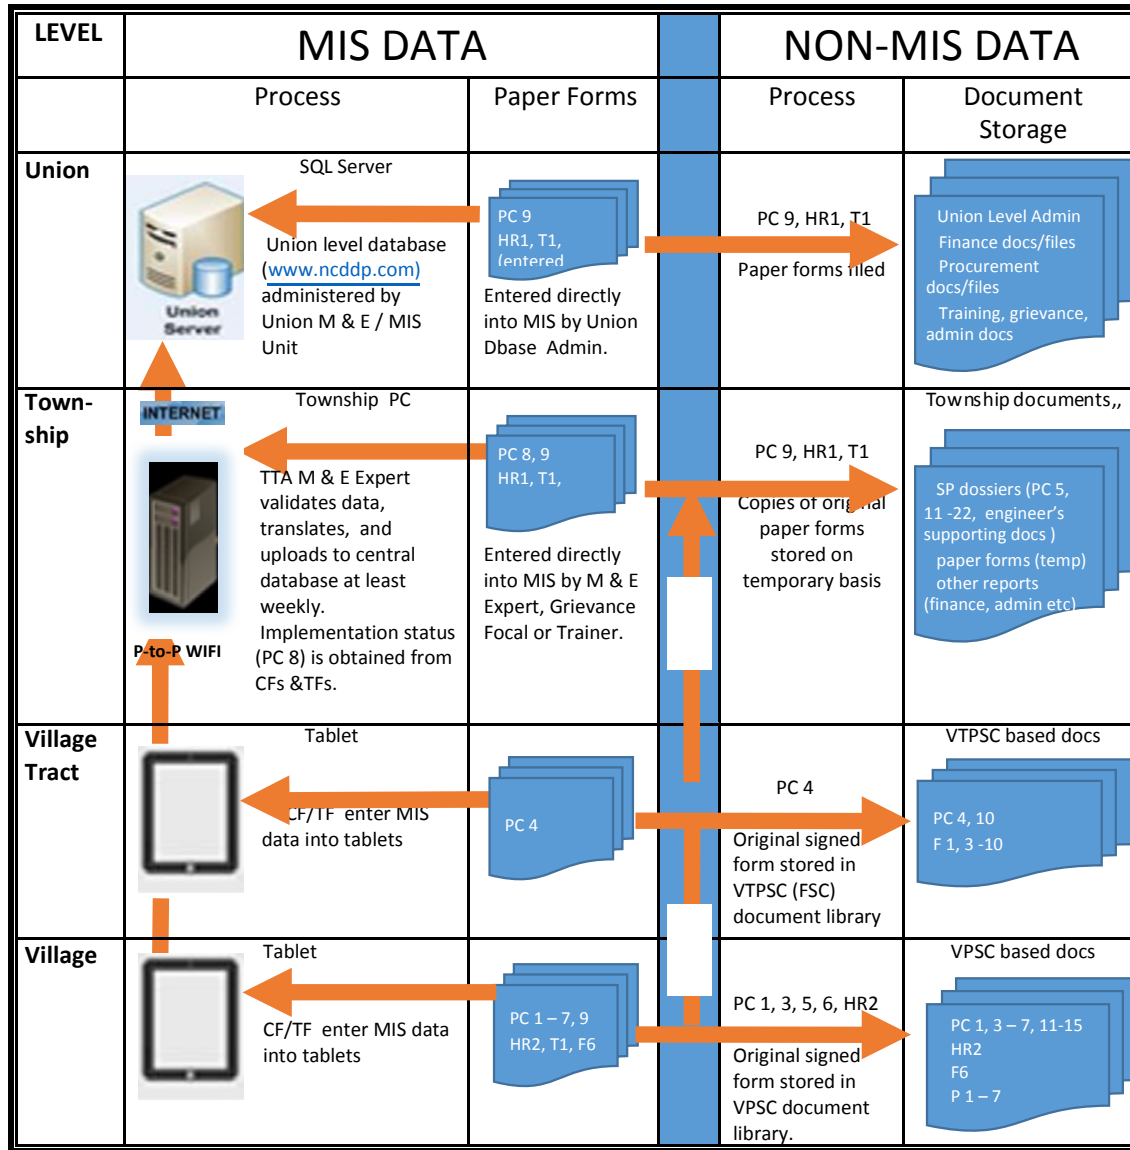 LEVEL
MIS DATA
NON-MIS DATA
Process
Paper Forms
Process
Document
Storage
Union
SQL Server
Union
Server
Union level database
(www.ncddp.com)
administered by
Union M & E / MIS
Unit
PC 9
HR1, T1,
(entered
Entered directly
into MIS by Union
Dbase Admin.
PC 9, HR1, T1
Paper forms filed
Union Level Admin
Finance docs/files
Procurement
docs/files
Training, grievance,
admin docs
Town-
ship
INTERNET
P-to-P WIFI
Township PC
TTA M & E Expert
validates data,
translates, and
uploads to central
database at least
weekly.
Implementation status
(PC 8) is obtained from
CFs &TFs.
PC 8, 9
HR1, T1,
Entered directly
into MIS by M & E
Expert, Grievance
Focal or Trainer.
PC 9, HR1, T1
Copies of original
paper forms
stored on
temporary basis
Township documents,,
SP dossiers (PC 5,
11 -22, engineer's
supporting docs )
paper forms (temp)
other reports
(finance, admin etc)
Village
Tract
Tablet
CF/TF enter MIS
data into tablets
PC 4
PC 4
Original signed
form stored in
VTPSC (FSC)
document library
VTPSC based docs
PC 4, 10
F 1, 3 -10
Village
Tablet
CF/TF enter MIS data
into tablets
PC 1 – 7, 9
HR2, T1, F6
PC 1, 3, 5, 6, HR2
Original signed
form stored in
VPSC document
library.
VPSC based docs
PC 1, 3 – 7, 11-15
HR2
F6
P 1 – 7